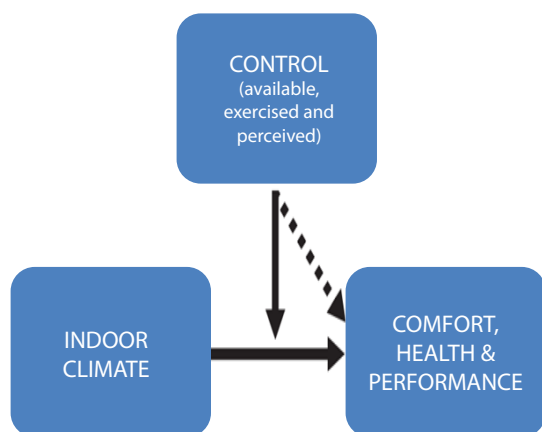 CONTROL
(available,
exercised and
perceived)
INDOOR
CLIMATE
COMFORT,
HEALTH &
PERFORMANCE